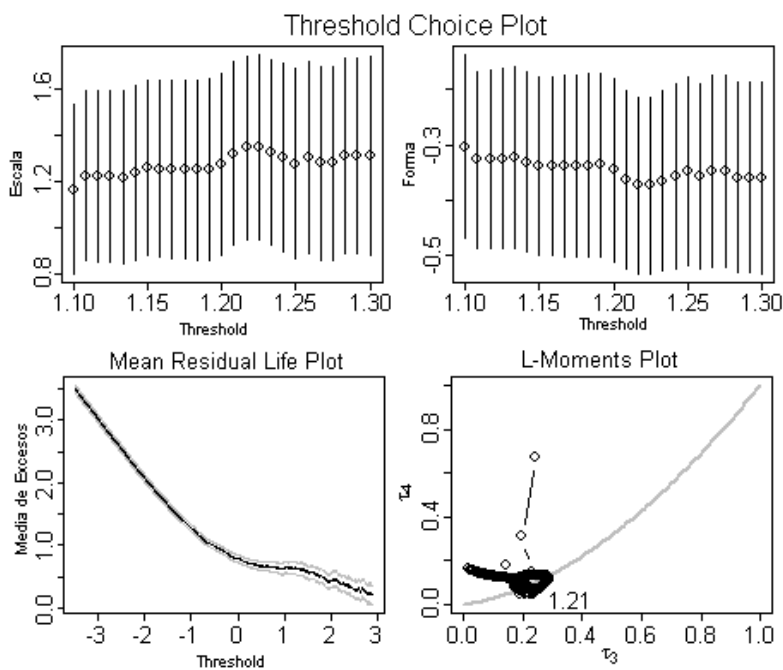 Threshold Choice Plot
Escala
0.8 1.2 1.6
1.10 1.15 1.20 1.25 1.30
Threshold
Forma
-0.5 -0.3
1.10 1.15 1.20 1.25 1.30
Threshold
Mean Residual Life Plot
Media de Excesos
0.0 1.0 2.0 3.0
-3 -2 -1 0 1 2 3
Threshold
L-Moments Plot
τ4
0.0 0.4 0.8
1.21
0.0 0.2 0.4 0.6 0.8 1.0
τ3